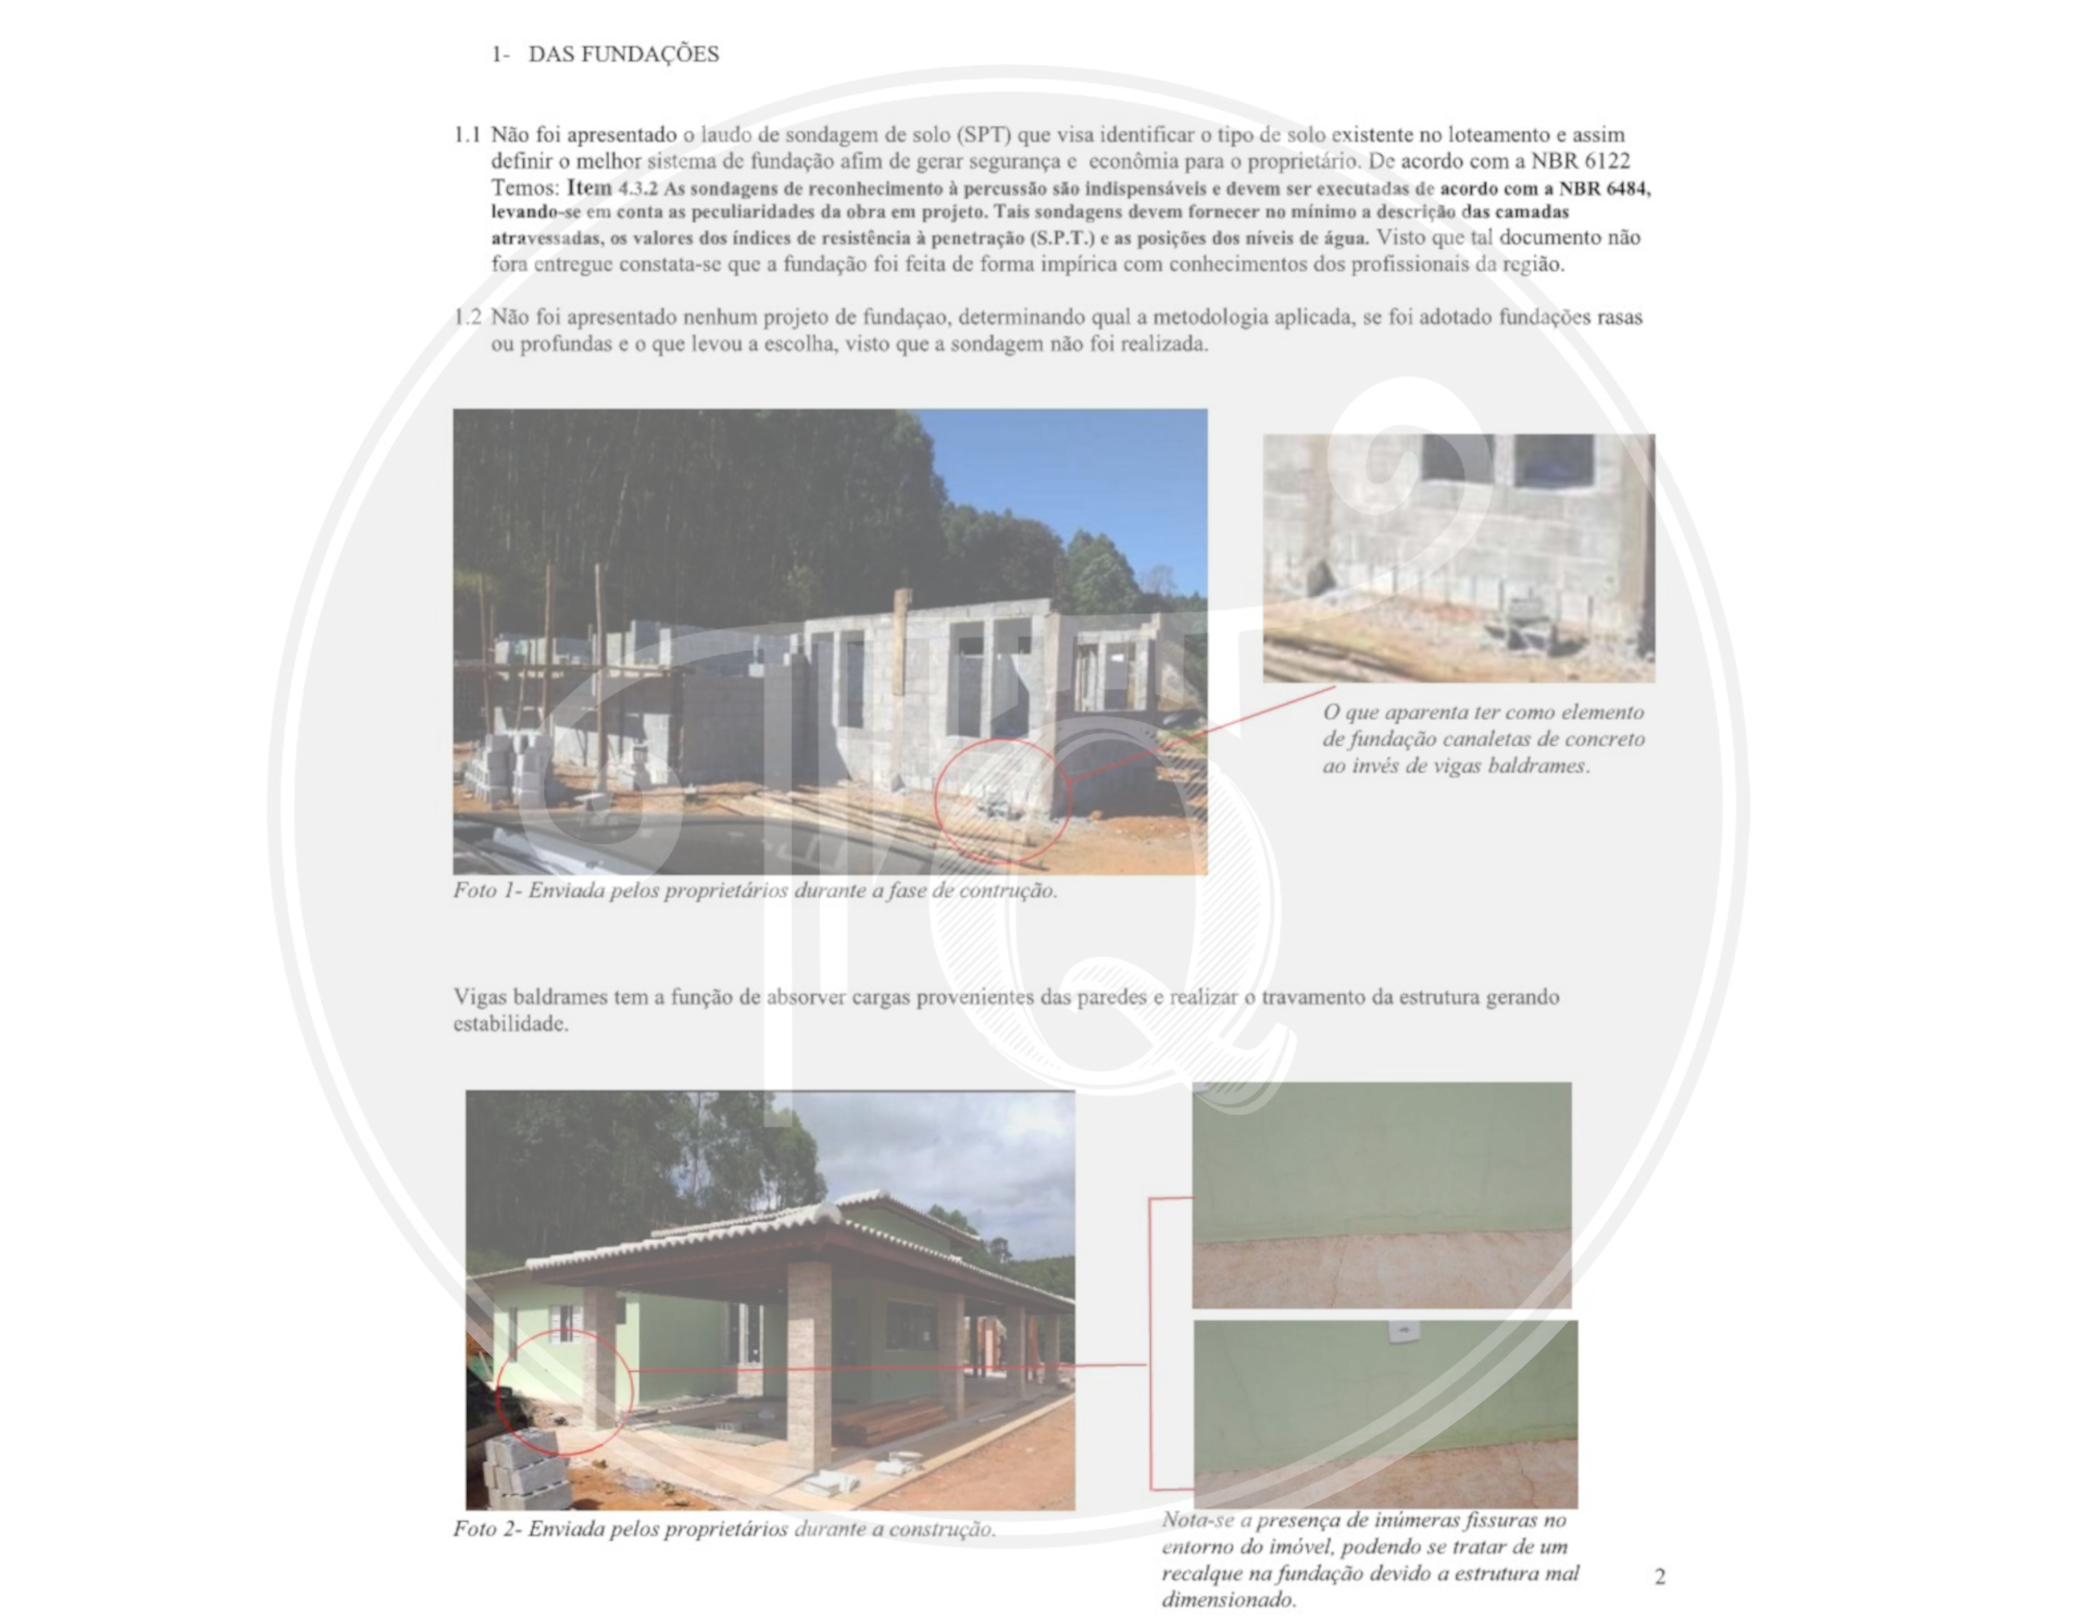 1- DAS FUNDAÇÕES
1.1 Não foi apresentado o laudo de sondagem de solo (SPT) que visa identificar o tipo de solo existente no loteamento e assim
definir o melhor sistema de fundação afim de gerar segurança e econômia para o proprietário. De acordo com a NBR 6122
Temos: Item 4.3.2 As sondagens de reconhecimento à percussão são indispensáveis e devem ser executadas de acordo com a NBR 6484,
levando-se em conta as peculiaridades da obra em projeto. Tais sondagens devem fornecer no mínimo a descrição das camadas
atravessadas, os valores dos índices de resistência à penetração (S.P.T.) e as posições dos níveis de água. Visto que tal documento não
fora entregue constata-se que a fundação foi feita de forma impírica com conhecimentos dos profissionais da região.
1.2 Não foi apresentado nenhum projeto de fundaçao, determinando qual a metodologia aplicada, se foi adotado fundações rasas
ou profundas e o que levou a escolha, visto que a sondagem não foi realizada.
O que aparenta ter como elemento
de fundação canaletas de concreto
ao invés de vigas baldrames.
Foto 1- Enviada pelos proprietários durante a fase de contrução.
Vigas baldrames tem a função de absorver cargas provenientes das paredes e realizar o travamento da estrutura gerando
estabilidade.
Foto 2- Enviada pelos proprietários durante a construção.
Nota-se a presença de inúmeras fissuras no
entorno do imóvel, podendo se tratar de um
recalque na fundação devido a estrutura mal
dimensionado.
2